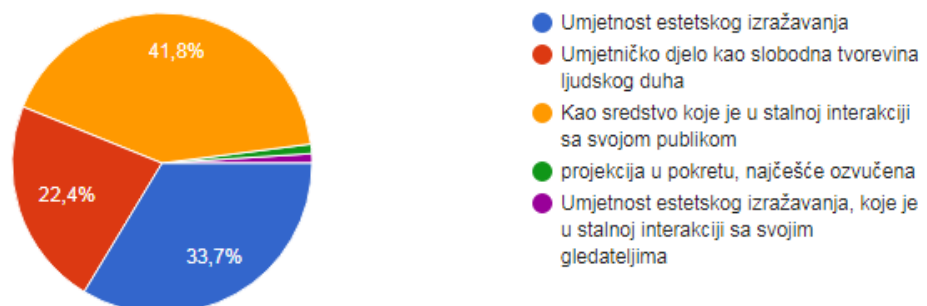 41,8%
22,4%
33,7%
Umjetnost estetskog izražavanja
Umjetničko djelo kao slobodna tvorevina
ljudskog duha
Kao sredstvo koje je u stalnoj interakciji
sa svojom publikom
projekcija u pokretu, najčešće ozvučena
Umjetnost estetskog izražavanja, koje je
u stalnoj interakciji sa svojim
gledateljima